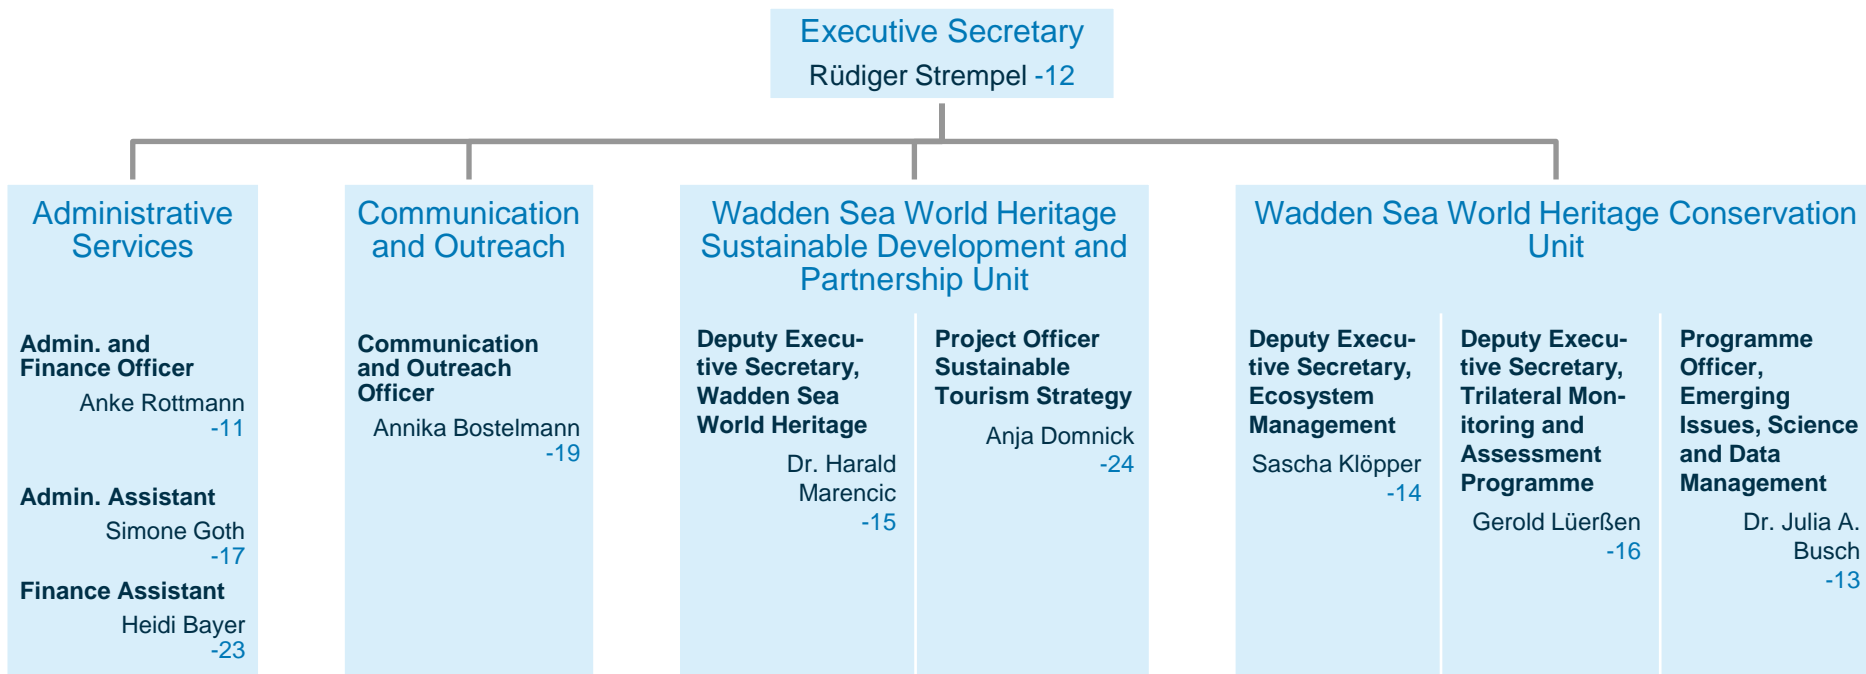 Executive Secretary
Rüdiger Strempel -12
Administrative
Services
Admin. and
Finance Officer
Anke Rottmann
-11
Admin. Assistant
Simone Goth
-17
Finance Assistant
Heidi Bayer
-23
Communication
and Outreach
Communication
and Outreach
Officer
Annika Bostelmann
-19
Wadden Sea World Heritage
Sustainable Development and
Partnership Unit
Deputy Execu-
tive Secretary,
Wadden Sea
World Heritage
Dr. Harald
Marencic
-15
Project Officer
Sustainable
Tourism Strategy
Anja Domnick
-24
Wadden Sea World Heritage Conservation
Unit
Deputy Execu-
tive Secretary,
Ecosystem
Management
Sascha Klöpper
-14
Deputy Execu-
tive Secretary,
Trilateral Mon-
itoring and
Assessment
Programme
Gerold Lüerßen
-16
Programme
Officer,
Emerging
Issues, Science
and Data
Management
Dr. Julia A.
Busch
-13